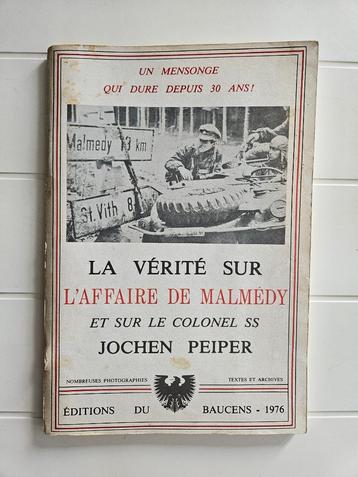 UN MENSONGE
QUI DURE DEPUIS 30 ANS!
Malmedy 13 km
St. Vith 8
LA VÉRITÉ SUR
L'AFFAIRE DE MALMÉDY
ET SUR LE COLONEL SS
JOCHEN PEIPER
NOMBREUSES PHOTOGRAPHIES TEXTES ET ARCHIVES
ÉDITIONS DU BAUCENS - 1976